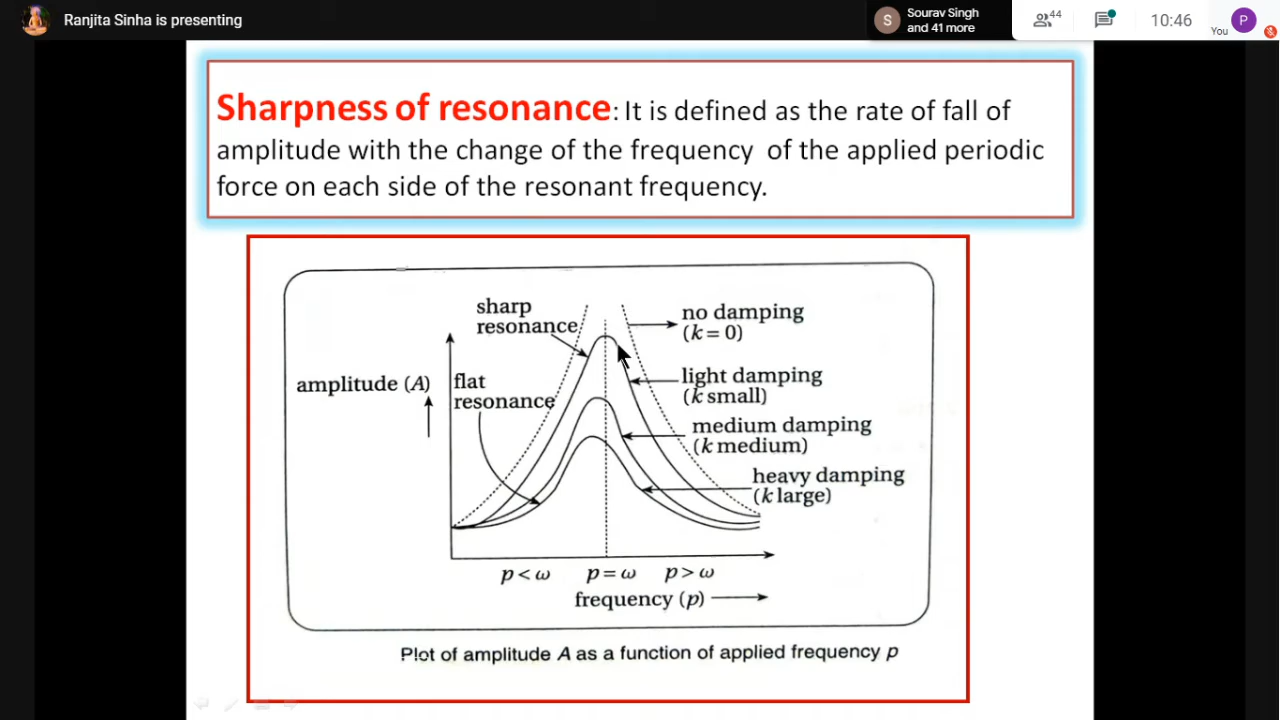 Ranjita Sinha is presenting
S
Sourav Singh
and 41 more
44
10:46
You
P
Sharpness of resonance: It is defined as the rate of fall of
amplitude with the change of the frequency of the applied periodic
force on each side of the resonant frequency.
sharp
resonance
no damping
(k = 0)
amplitude (A)
flat
resonance
light damping
(k small)
medium damping
(k medium)
heavy damping
(k large)
p < ω
p = ω
p > ω
frequency (p)
Plot of amplitude A as a function of applied frequency p